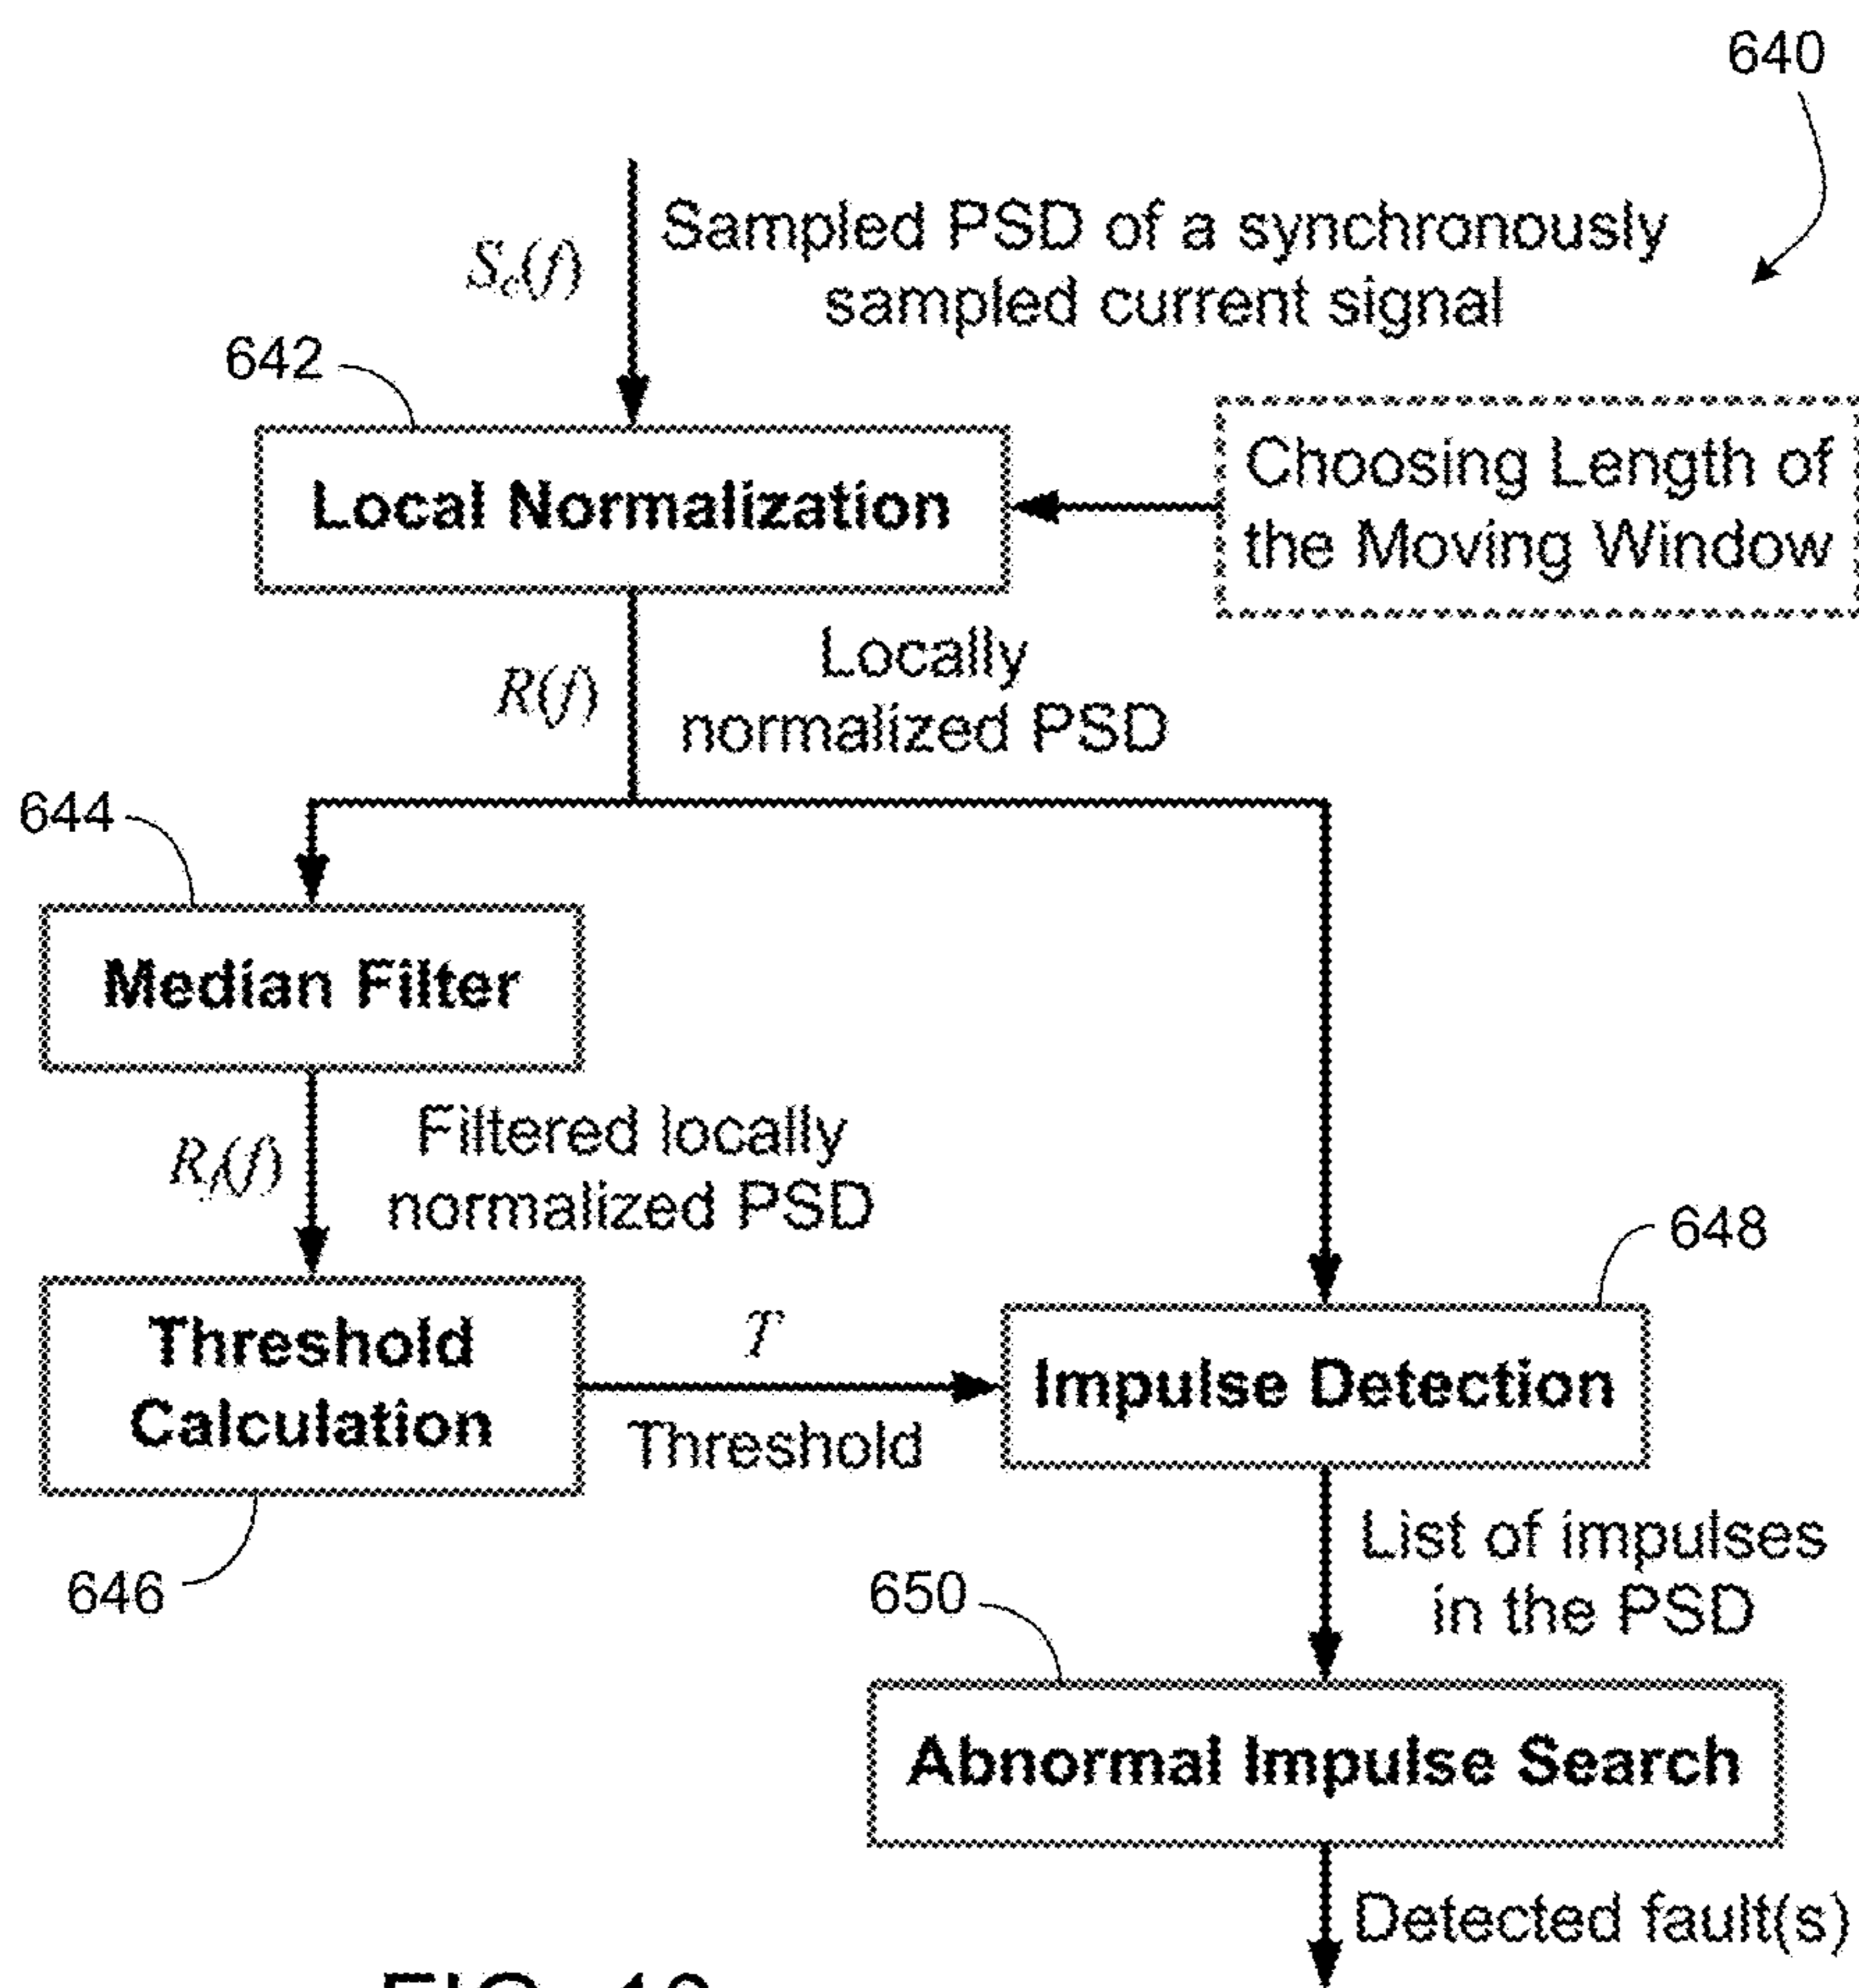 640
Sampled PSD of a synchronously
sampled current signal
Sc(f)
642
Local Normalization
Choosing Length of
the Moving Window
R(f)
Locally
normalized PSD
644
Median Filter
Rf(f)
Filtered locally
normalized PSD
648
Threshold
Calculation
T
Threshold
Impulse Detection
646
List of impulses
in the PSD
650
Abnormal Impulse Search
Detected fault(s)